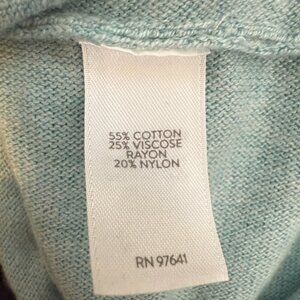 55% COTTON
25% VISCOSE
RAYON
20% NYLON
RN 97641